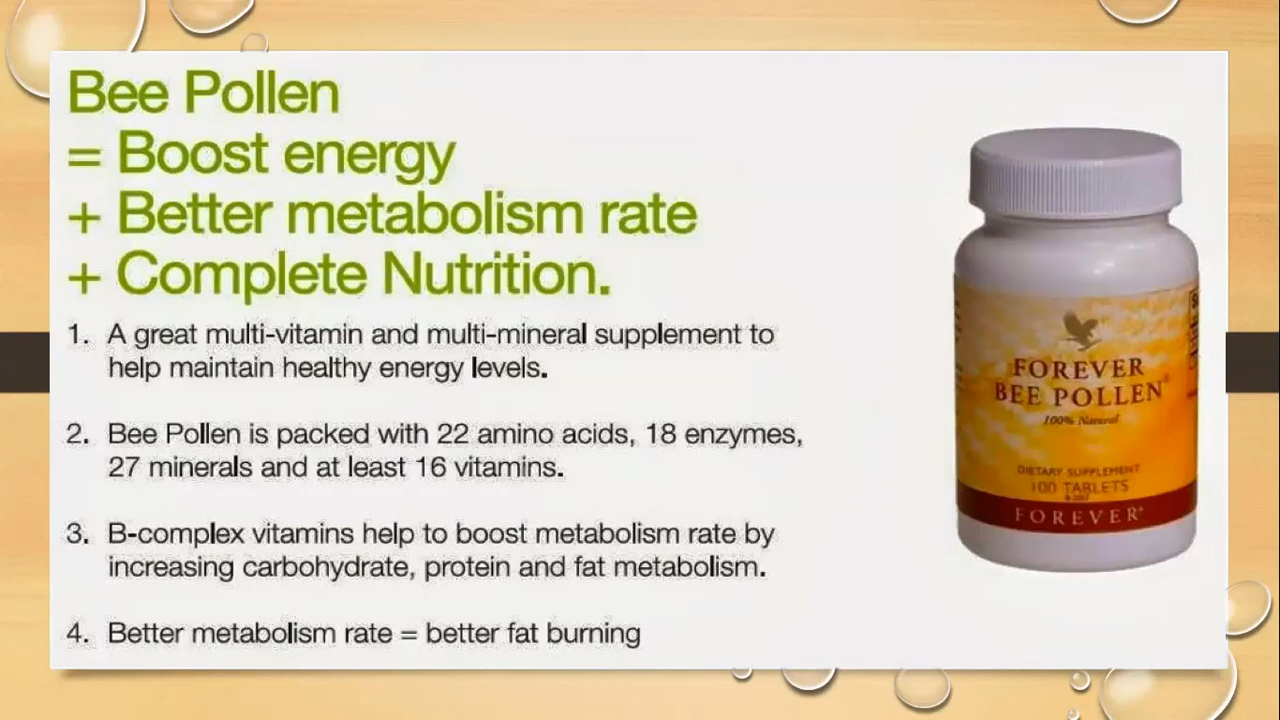 Bee Pollen
= Boost energy
+ Better metabolism rate
+ Complete Nutrition.
1. A great multi-vitamin and multi-mineral supplement to
help maintain healthy energy levels.
2. Bee Pollen is packed with 22 amino acids, 18 enzymes,
27 minerals and at least 16 vitamins.
3. B-complex vitamins help to boost metabolism rate by
increasing carbohydrate, protein and fat metabolism.
4. Better metabolism rate = better fat burning
FOREVER
BEE POLLEN®
100% Natural
DIETARY SUPPLEMENT
100 TABLETS
FOREVER®